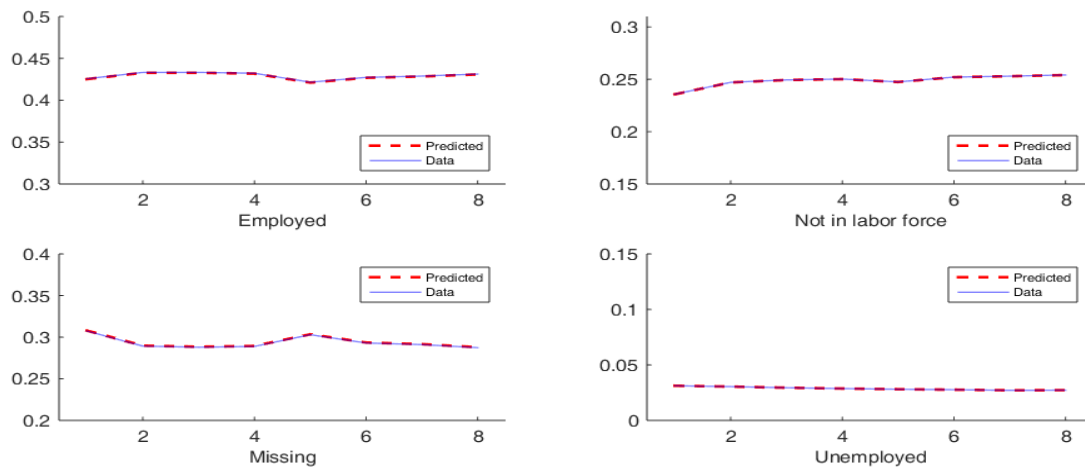 0.5
0.45
0.4
0.35
0.3
2 4 6 8
Employed
Predicted
Data
0.3
0.25
0.2
0.15
2 4 6 8
Not in labor force
Predicted
Data
0.4
0.35
0.3
0.25
0.2
2 4 6 8
Missing
Predicted
Data
0.15
0.1
0.05
0
2 4 6 8
Unemployed
Predicted
Data